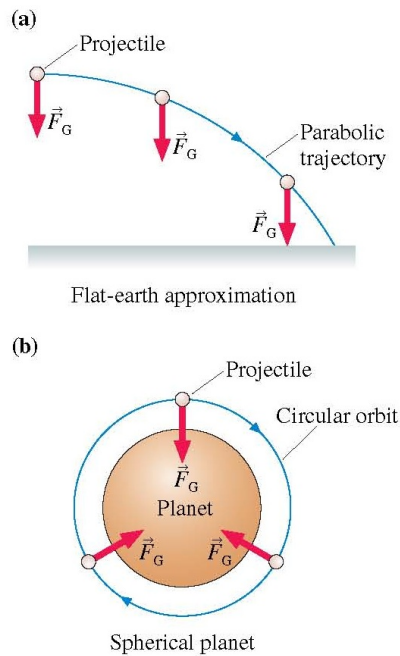 (a)
Projectile
F⃗G
F⃗G
Parabolic
trajectory
F⃗G
Flat-earth approximation
(b)
Projectile
Circular orbit
F⃗G
Planet
F⃗G
F⃗G
Spherical planet